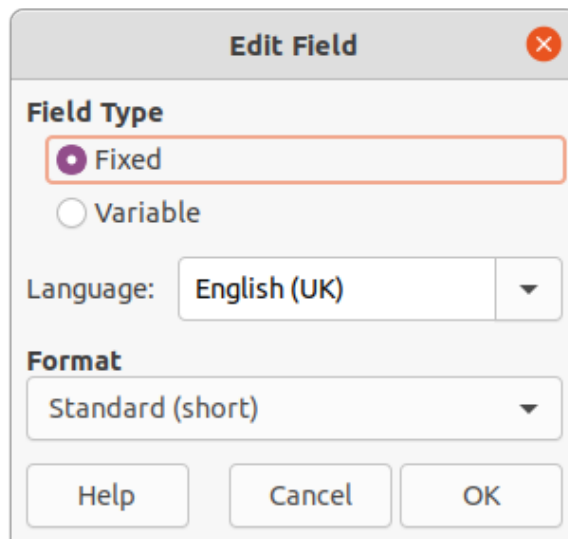 Edit Field
Field Type
Fixed
Variable
Language: English (UK)
Format
Standard (short)
Help Cancel OK